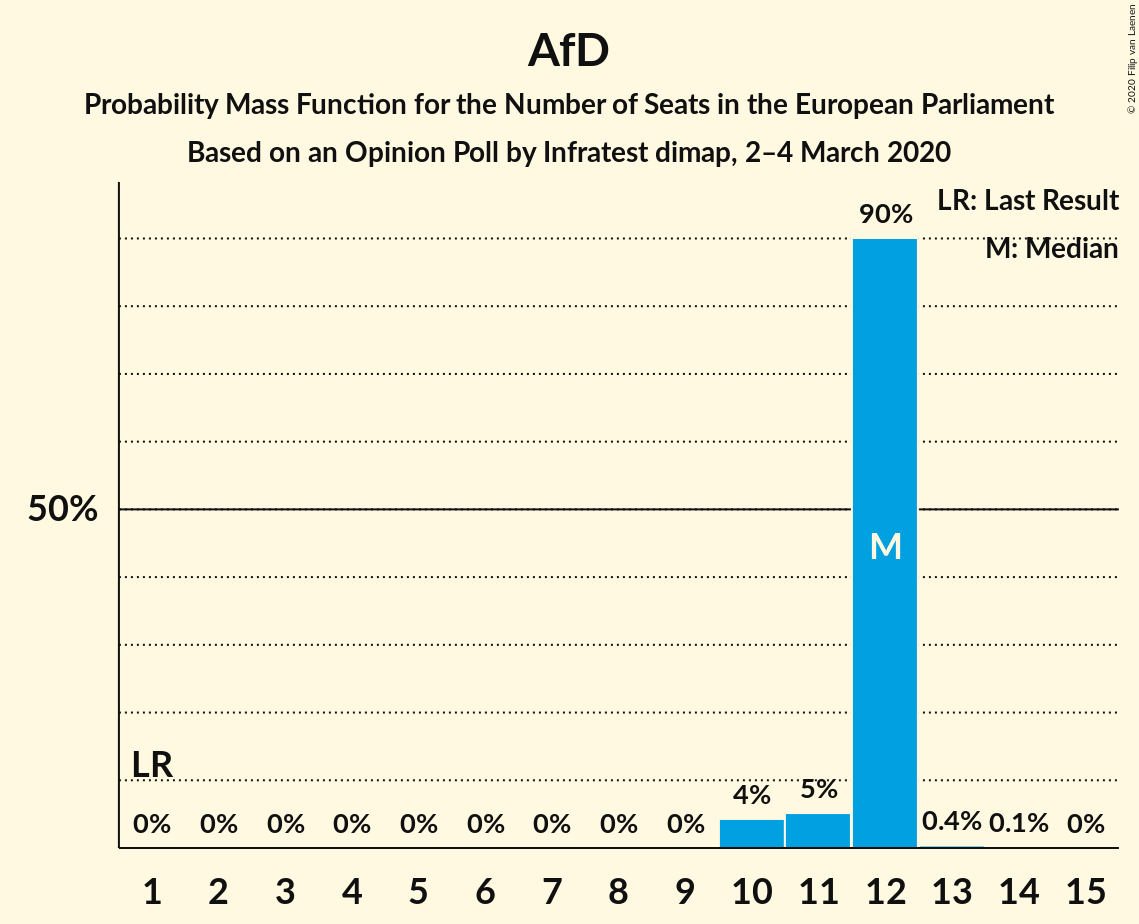 AfD
Probability Mass Function for the Number of Seats in the European Parliament
Based on an Opinion Poll by Infratest dimap, 2–4 March 2020
© 2020 Filip van Laenen
LR: Last Result
M: Median
90%
50%
M
LR
0% 0% 0% 0% 0% 0% 0% 0% 0% 4% 5% 0.4% 0.1% 0%
1 2 3 4 5 6 7 8 9 10 11 12 13 14 15